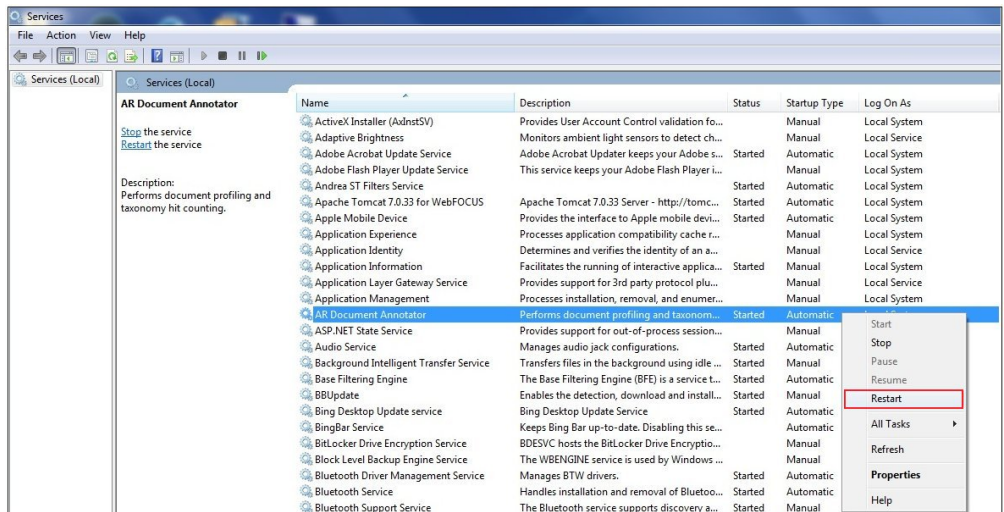 Services
File Action View Help
Services (Local)
Services (Local)
AR Document Annotator
Stop the service
Restart the service
Description:
Performs document profiling and
taxonomy hit counting.
Name Description Status Startup Type Log On As
ActiveX Installer (AxInstSV) Provides User Account Control validation fo... Manual Local System
Adaptive Brightness Monitors ambient light sensors to detect ch... Manual Local Service
Adobe Acrobat Update Service Adobe Acrobat Updater keeps your Adobe s... Started Automatic Local System
Adobe Flash Player Update Service This service keeps your Adobe Flash Player i... Manual Local System
Andrea ST Filters Service Started Automatic Local System
Apache Tomcat 7.0.33 for WebFOCUS Apache Tomcat 7.0.33 Server - http://tomc... Started Automatic Local System
Apple Mobile Device Provides the interface to Apple mobile devi... Started Automatic Local System
Application Experience Processes application compatibility cache r... Manual Local System
Application Identity Determines and verifies the identity of an a... Manual Local Service
Application Information Facilitates the running of interactive applica... Started Manual Local System
Application Layer Gateway Service Provides support for 3rd party protocol plu... Manual Local Service
Application Management Processes installation, removal, and enumer... Manual Local System
AR Document Annotator Performs document profiling and taxonom... Started Automatic
ASP.NET State Service Provides support for out-of-process session... Manual
Audio Service Manages audio jack configurations. Started Automatic
Background Intelligent Transfer Service Transfers files in the background using idle ... Started Manual
Base Filtering Engine The Base Filtering Engine (BFE) is a service t... Started Automatic
BBUpdate Enables the detection, download and install... Started Manual
Bing Desktop Update service Bing Desktop Update Service Started Automatic
BingBar Service Keeps Bing Bar up-to-date. Disabling this se... Automatic
BitLocker Drive Encryption Service BDESVC hosts the BitLocker Drive Encryptio... Manual
Block Level Backup Engine Service The WBENGINE service is used by Windows ... Manual
Bluetooth Driver Management Service Manages BTW drivers. Started Automatic
Bluetooth Service Handles installation and removal of Bluetoo... Started Automatic
Bluetooth Support Service The Bluetooth service supports discovery a... Started Manual
Start
Stop
Pause
Resume
Restart
All Tasks
Refresh
Properties
Help